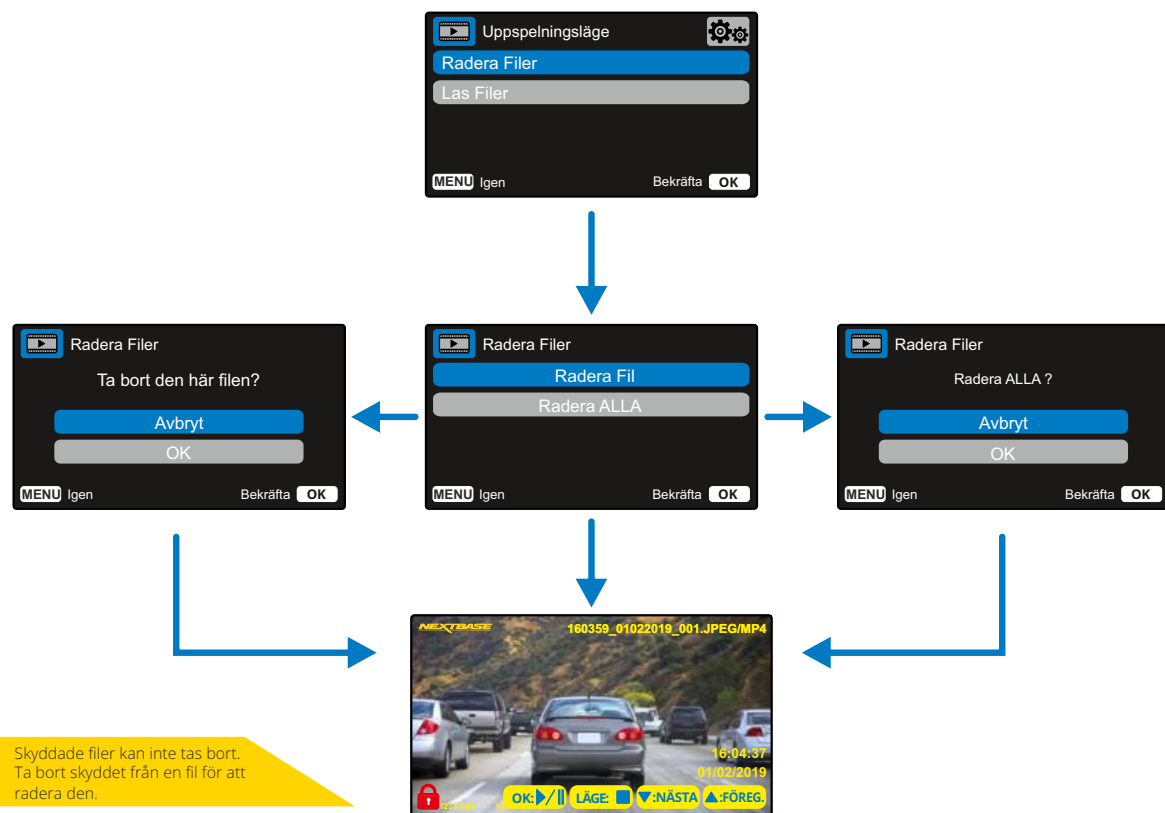 Uppspelningsläge
Radera Filer
Las Filer
MENU Igen Bekräfta OK
Radera Filer
Ta bort den här filen?
Avbryt
OK
MENU Igen Bekräfta OK
Radera Filer
Radera Fil
Radera ALLA
MENU Igen Bekräfta OK
Radera Filer
Radera ALLA ?
Avbryt
OK
MENU Igen Bekräfta OK
NEXTBASE 160359_01022019_001.JPEG/MP4
16:04:37
01/02/2019
OK: LÄGE: :NÄSTA :FÖREG.
Skyddade filer kan inte tas bort.
Ta bort skyddet från en fil för att
radera den.